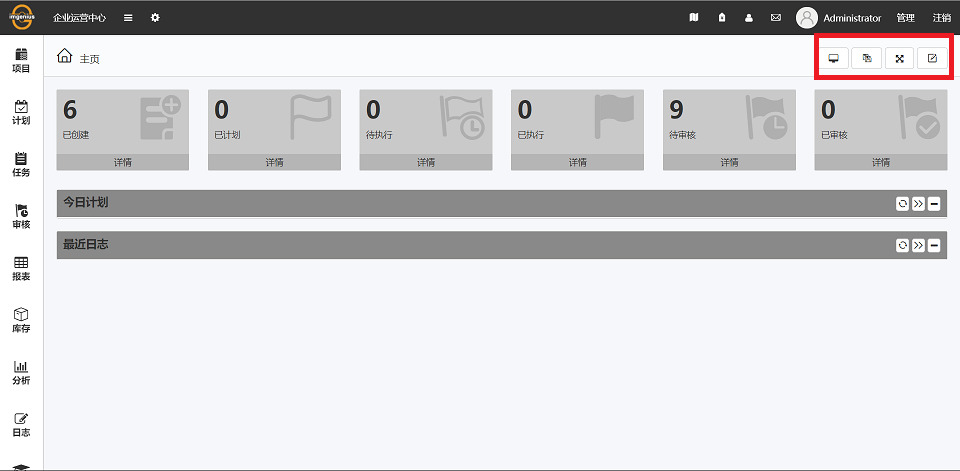 imgenius 企业运营中心 Administrator 管理 注销
主页
项目
计划
任务
审核
报表
库存
分析
日志
6
已创建
详情
0
已计划
详情
0
待执行
详情
0
已执行
详情
9
待审核
详情
0
已审核
详情
今日计划
最近日志